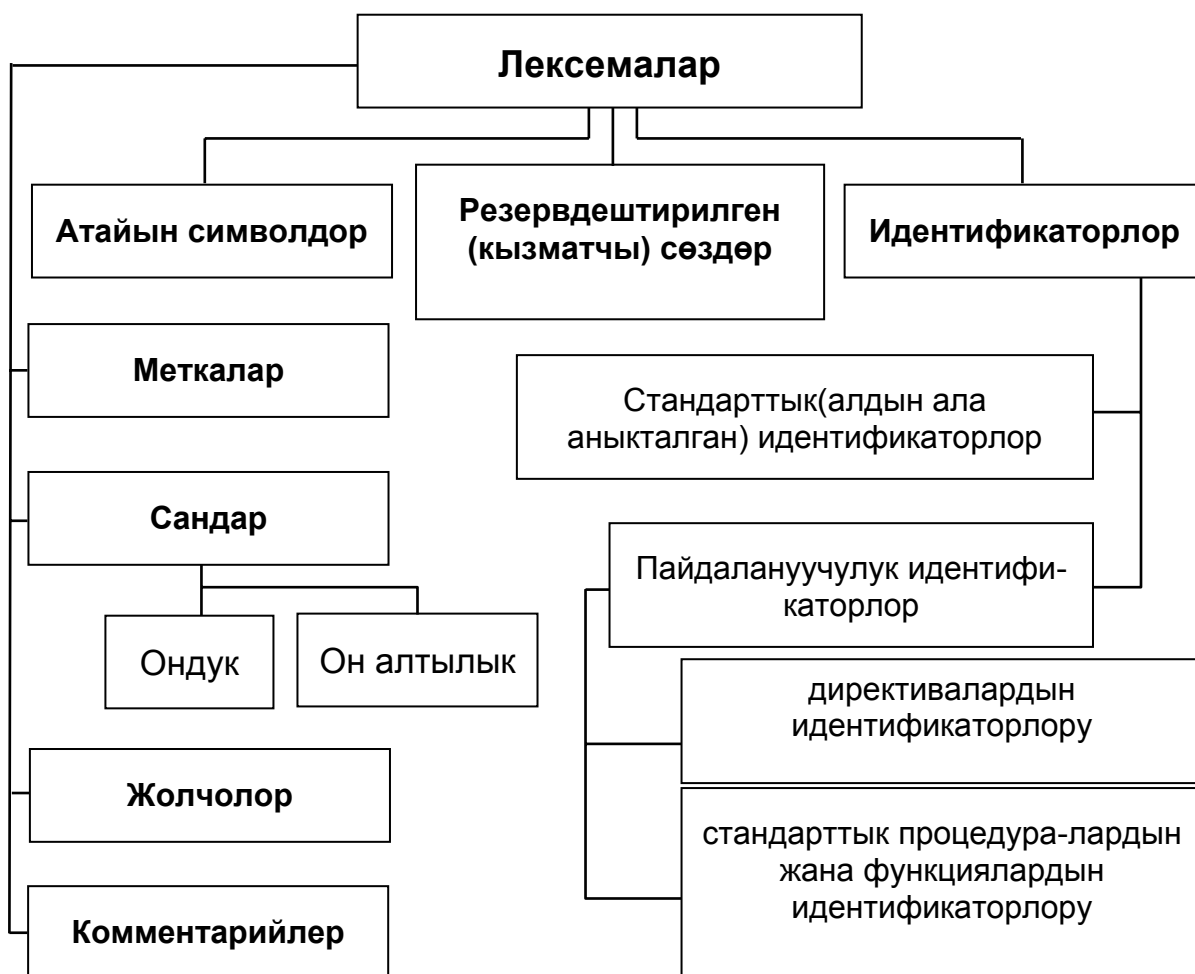 Лексемалар
Атайын символдор
Резервдештирилген
(кызматчы) сөздөр
Идентификаторлор
Меткалар
Стандарттык(алдын ала
аныкталган) идентификаторлор
Сандар
Пайдалануучулук идентифи-
каторлор
Ондук
Он алтылык
директивалардын
идентификаторлору
Жолчолор
стандарттык процедура-лардын
жана функциялардын
идентификаторлору
Комментарийлер